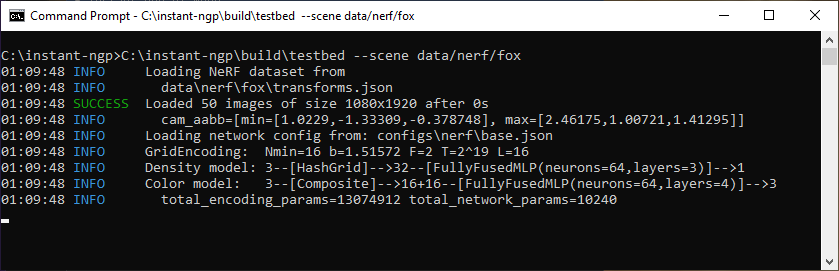 Command Prompt - C:\instant-ngp\build\testbed --scene data/nerf/fox
C:\instant-ngp>C:\instant-ngp\build\testbed --scene data/nerf/fox
01:09:48 INFO     Loading NeRF dataset from
01:09:48 INFO       data\nerf\fox\transforms.json
01:09:48 SUCCESS  Loaded 50 images of size 1080x1920 after 0s
01:09:48 INFO       cam_aabb=[min=[1.0229,-1.33309,-0.378748], max=[2.46175,1.00721,1.41295]]
01:09:48 INFO     Loading network config from: configs\nerf\base.json
01:09:48 INFO     GridEncoding:  Nmin=16 b=1.51572 F=2 T=2^19 L=16
01:09:48 INFO     Density model: 3--[HashGrid]-->32--[FullyFusedMLP(neurons=64,layers=3)]-->1
01:09:48 INFO     Color model:   3--[Composite]-->16+16--[FullyFusedMLP(neurons=64,layers=4)]-->3
01:09:48 INFO       total_encoding_params=13074912 total_network_params=10240